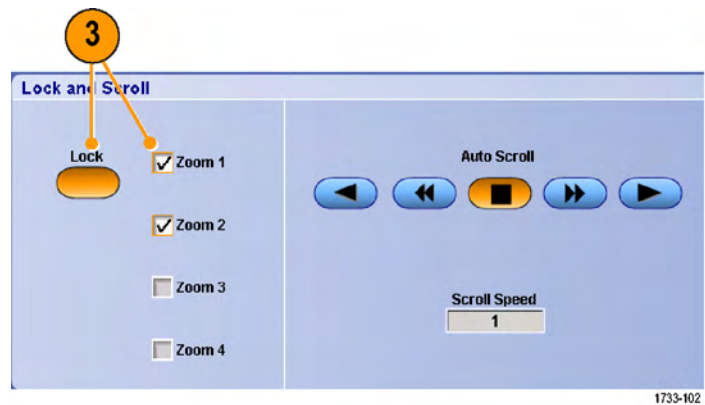 3
Lock and Scroll
Lock
Zoom 1
Zoom 2
Zoom 3
Zoom 4
Auto Scroll
Scroll Speed
1
1733-102